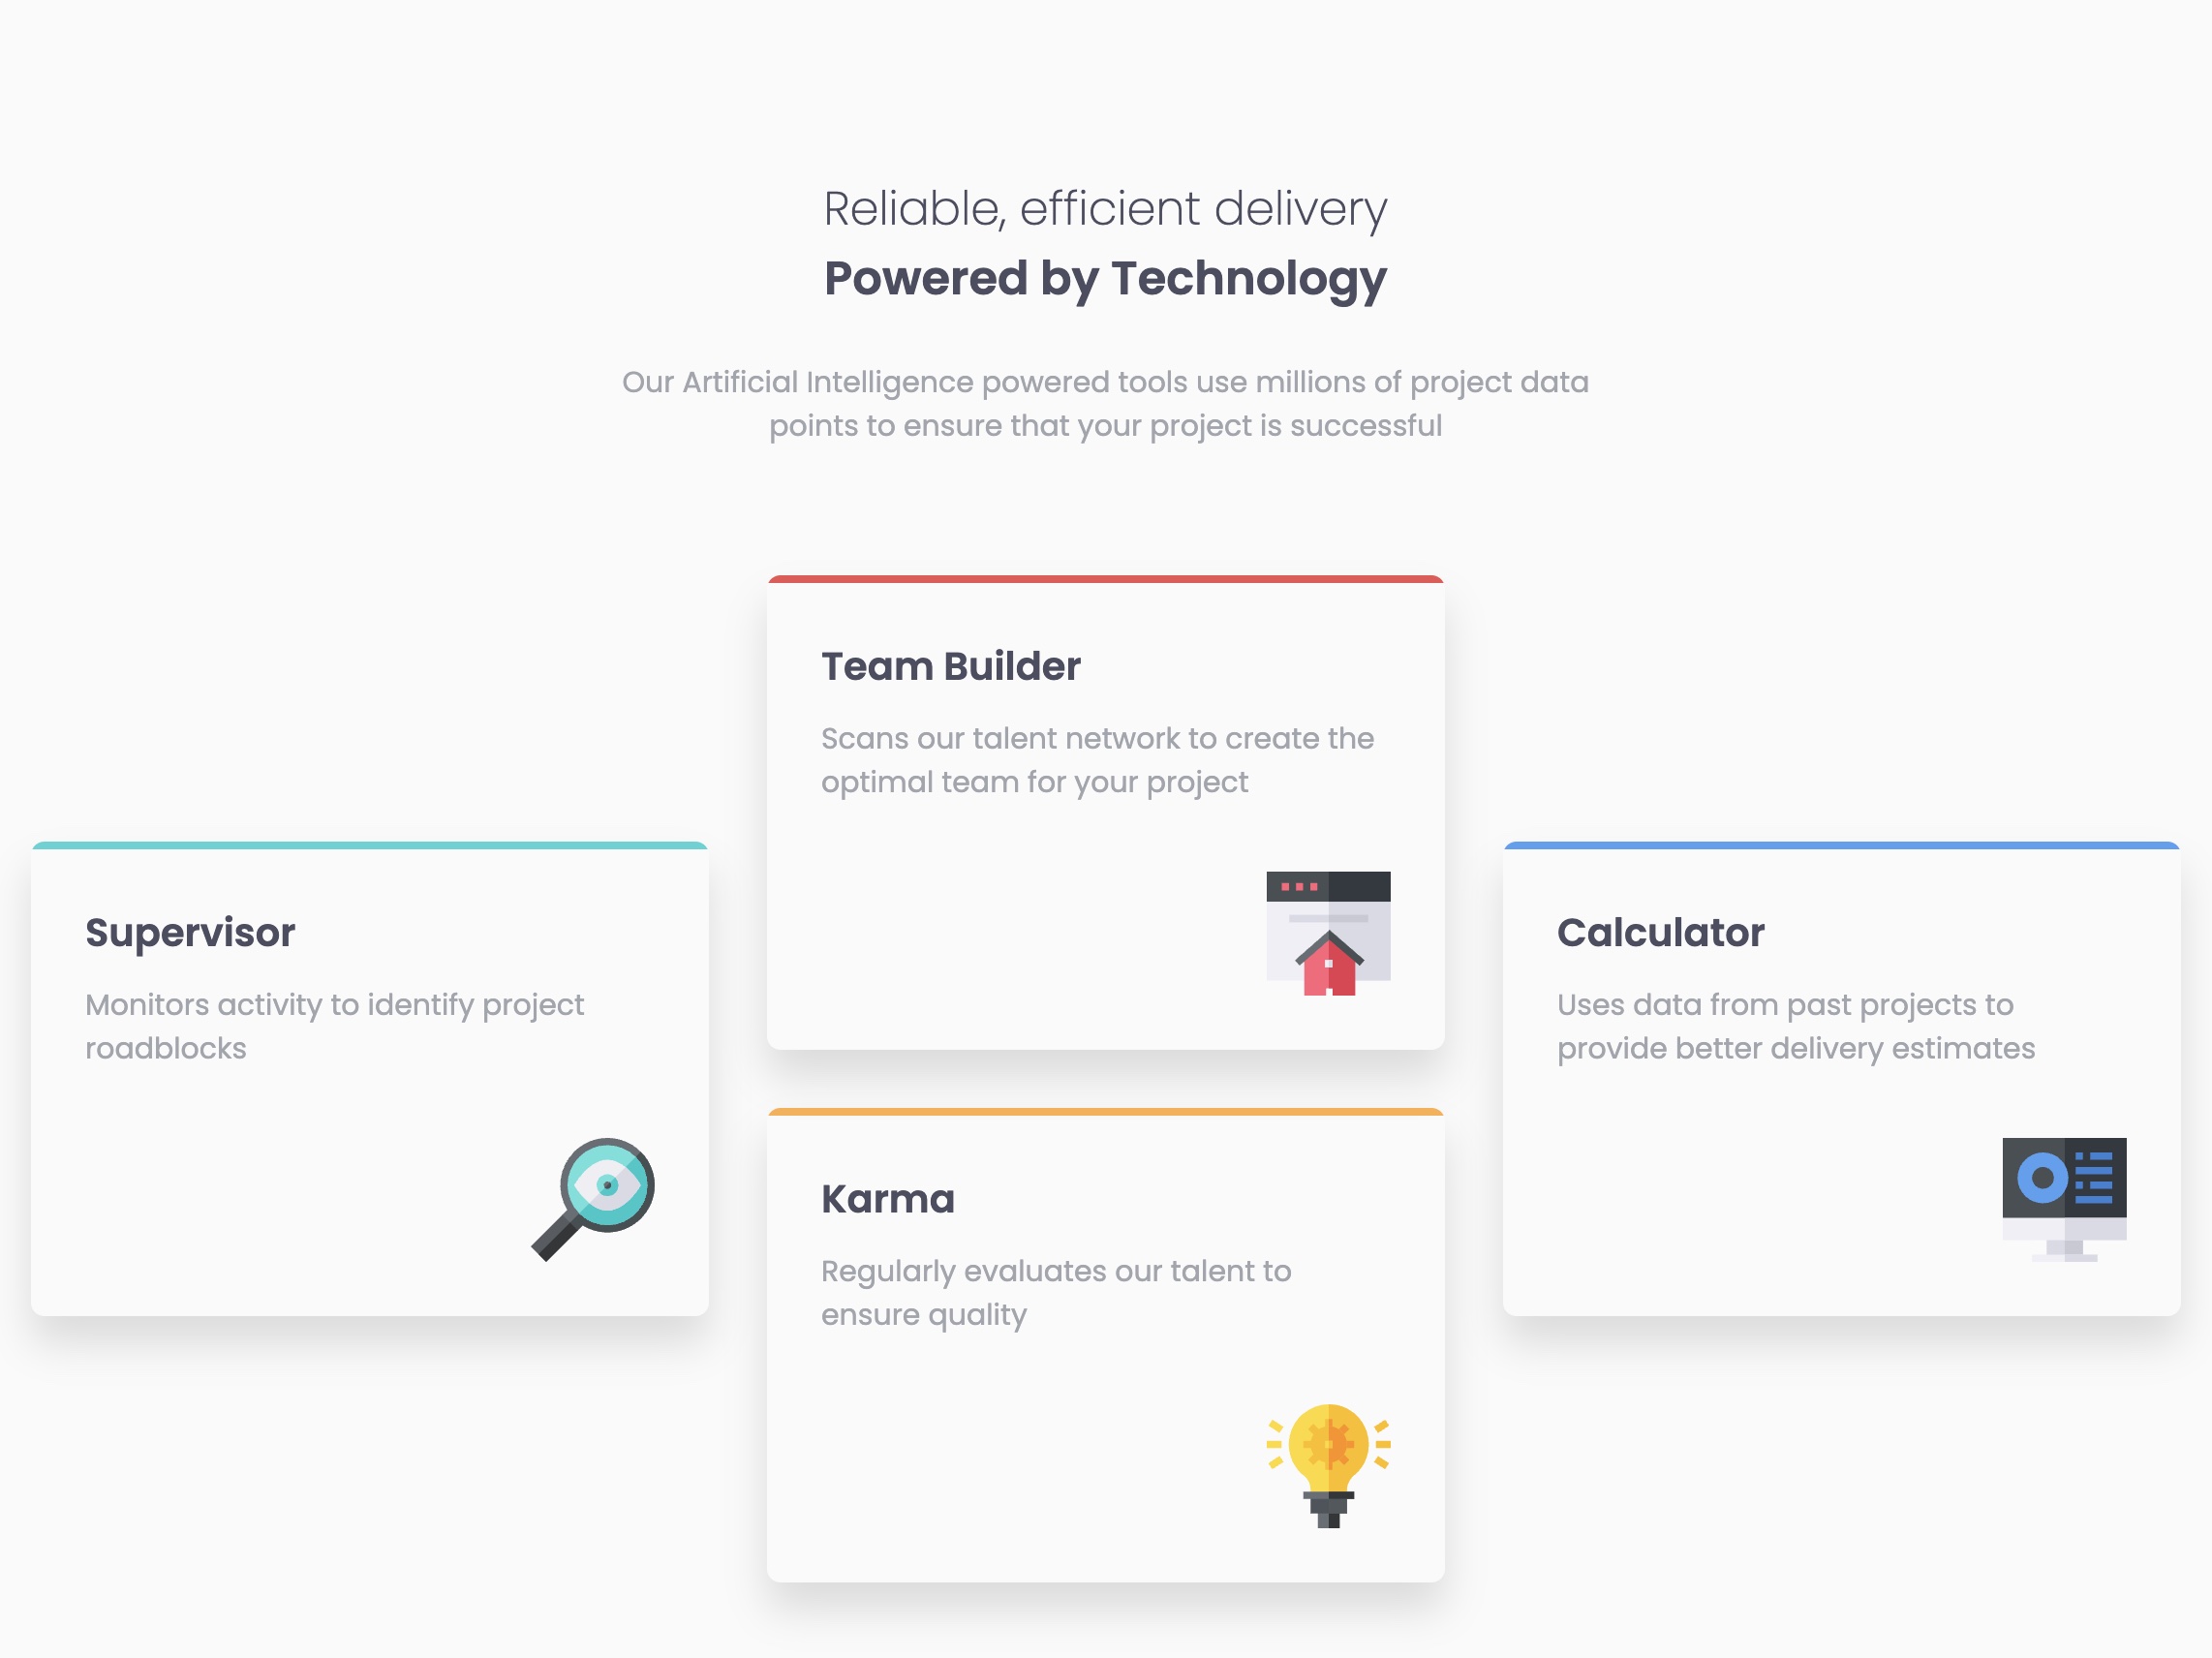 Reliable, efficient delivery
Powered by Technology
Our Artificial Intelligence powered tools use millions of project data
points to ensure that your project is successful
Supervisor
Monitors activity to identify project
roadblocks
Team Builder
Scans our talent network to create the
optimal team for your project
Karma
Regularly evaluates our talent to
ensure quality
Calculator
Uses data from past projects to
provide better delivery estimates